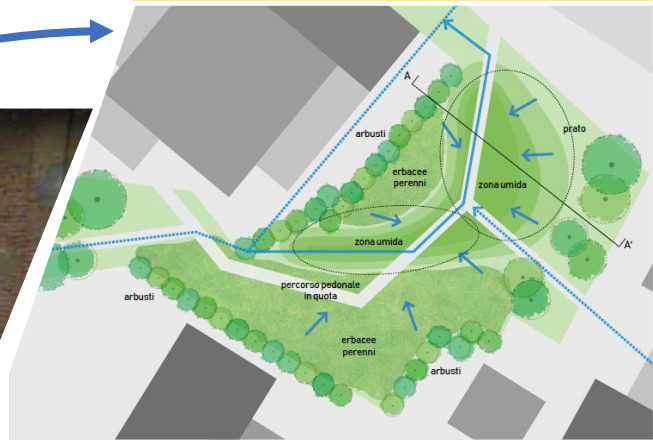 A
arbusti
prato
erbacee
perenni
zona umida
zona umida
A'
percorso pedonale
in quota
arbusti
erbacee
perenni
arbusti